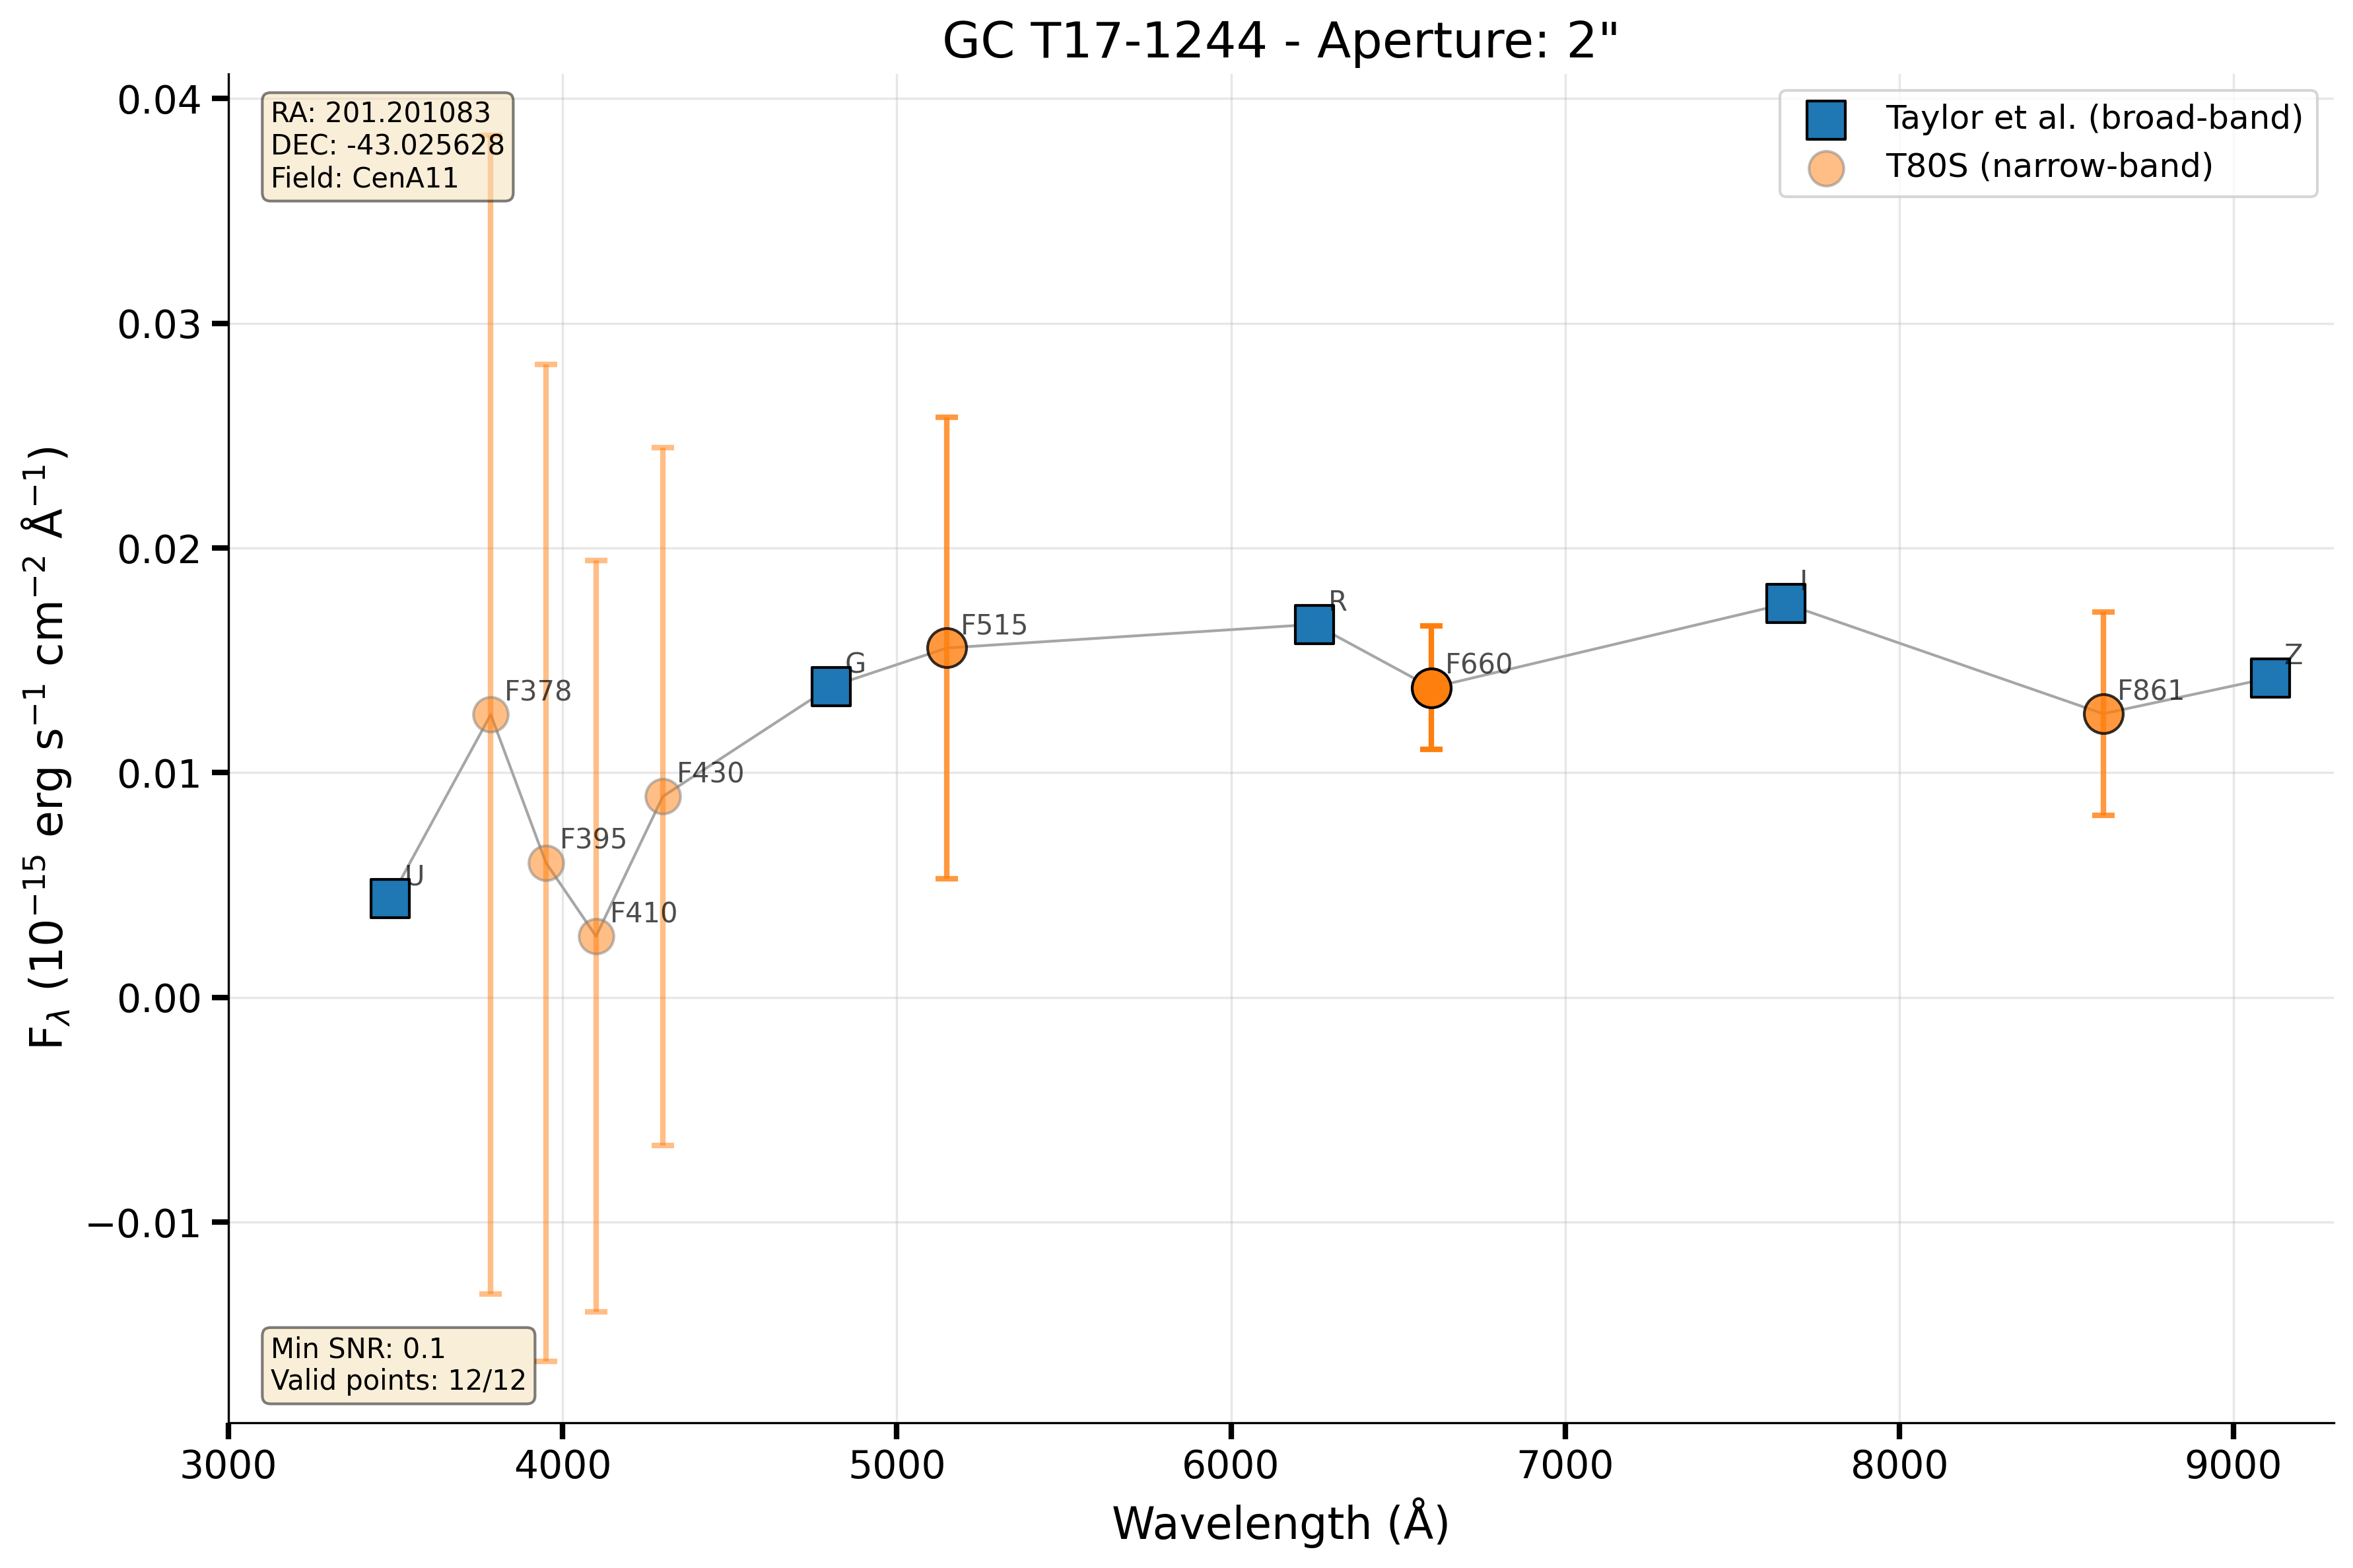 GC T17-1244 - Aperture: 2"
RA: 201.201083
DEC: -43.025628
Field: CenA11
Taylor et al. (broad-band)
T80S (narrow-band)
0.04
0.03
0.02
0.01
0.00
−0.01
F_λ (10⁻¹⁵ erg s⁻¹ cm⁻² Å⁻¹)
U
F378
F395
F410
F430
G
F515
R
F660
I
F861
Z
Min SNR: 0.1
Valid points: 12/12
3000 4000 5000 6000 7000 8000 9000
Wavelength (Å)